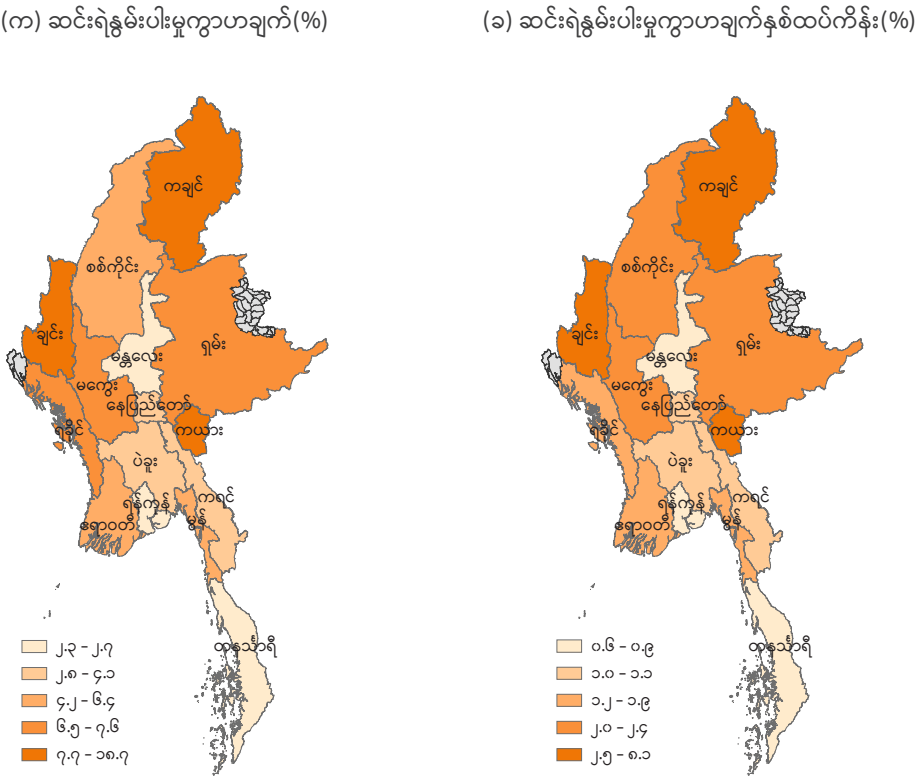 (က) ဆင်းရဲနွမ်းပါးမှုကွာဟချက်(%)
ကချင်
စစ်ကိုင်း
ချင်း
ရှမ်း
မန္တလေး
မကွေး
နေပြည်တော်
ရခိုင်
ကယား
ပဲခူး
ကရင်
ရန်ကုန်
မွန်
ဧရာဝတီ
တနင်္သာရီ
၂.၃ – ၂.၇
၂.၈ – ၄.၁
၄.၂ – ၆.၄
၆.၅ – ၇.၆
၇.၇ – ၁၈.၇
(ခ) ဆင်းရဲနွမ်းပါးမှုကွာဟချက်နှစ်ထပ်ကိန်း(%)
ကချင်
စစ်ကိုင်း
ချင်း
ရှမ်း
မန္တလေး
မကွေး
နေပြည်တော်
ရခိုင်
ကယား
ပဲခူး
ကရင်
ရန်ကုန်
မွန်
ဧရာဝတီ
တနင်္သာရီ
၀.၆ – ၀.၉
၁.၀ – ၁.၁
၁.၂ – ၁.၉
၂.၀ – ၂.၄
၂.၅ – ၈.၁